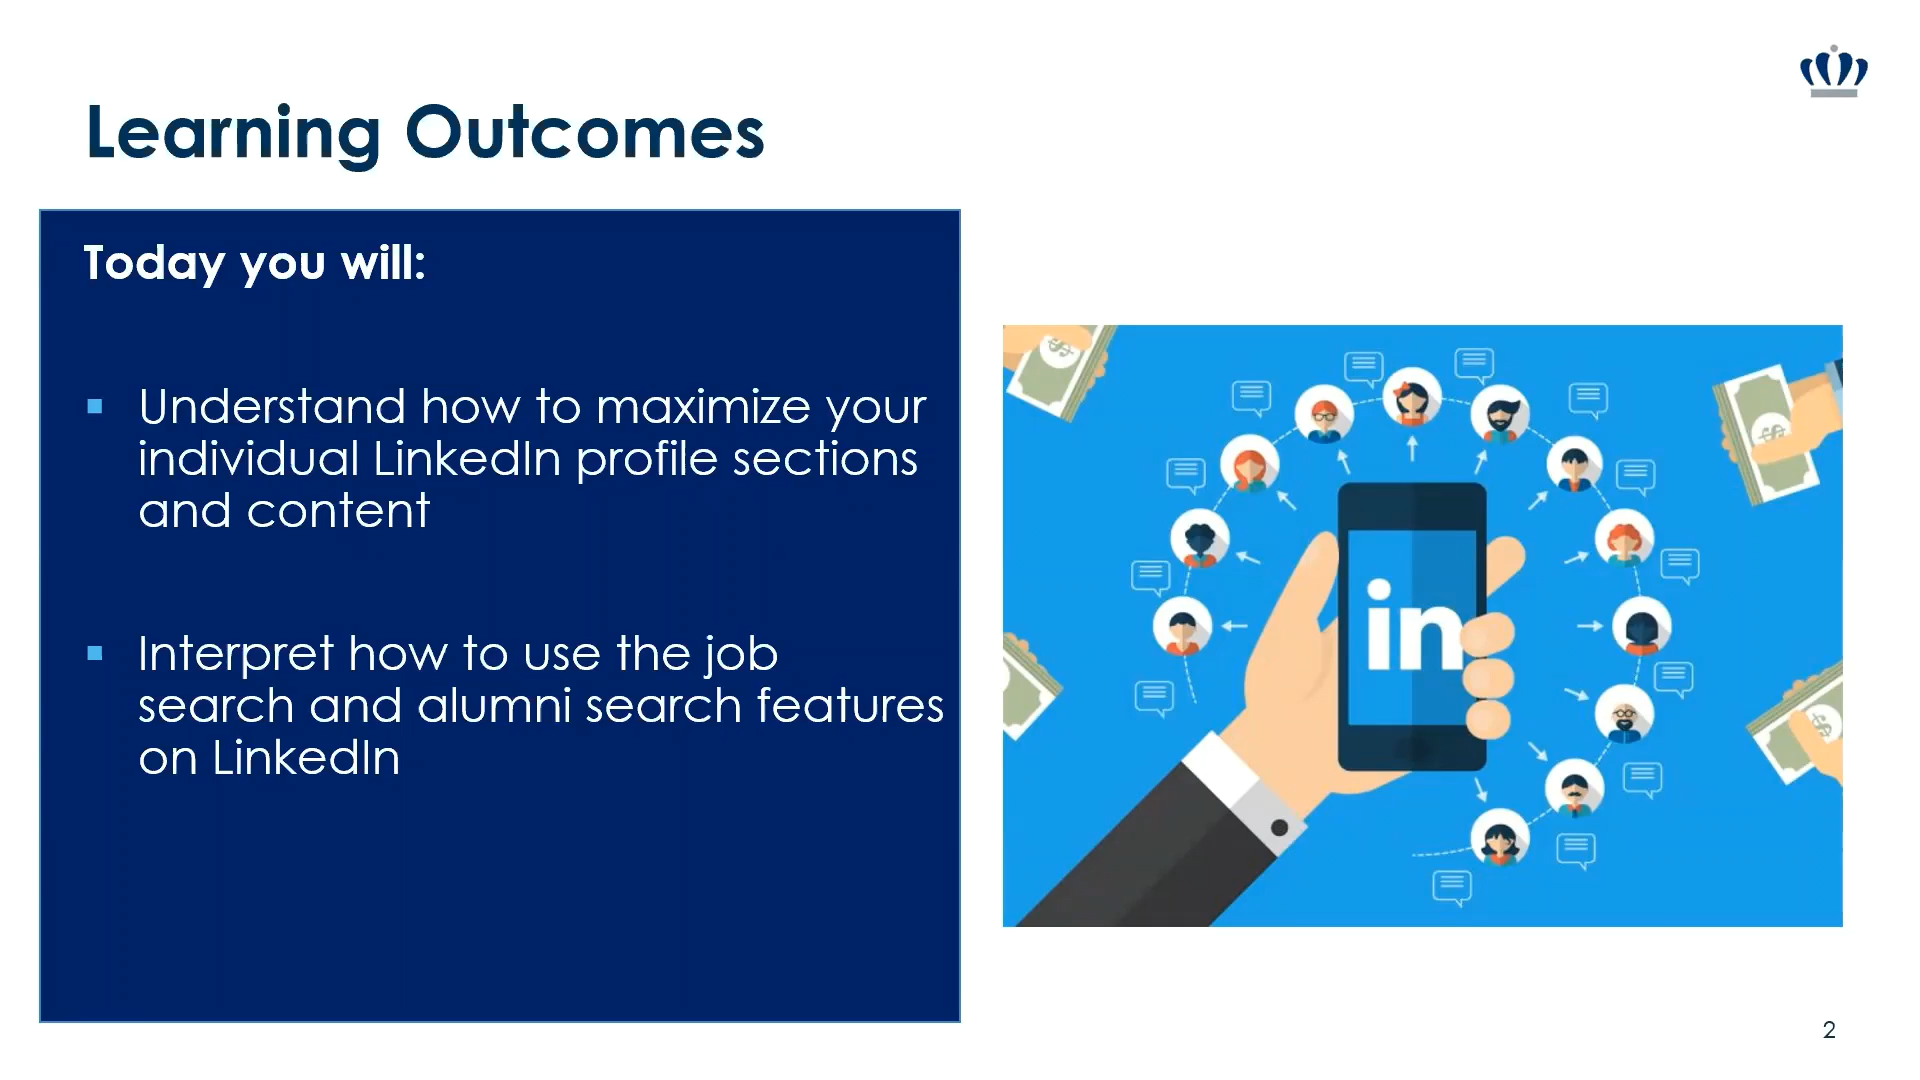 Learning Outcomes
Today you will:
Understand how to maximize your
individual LinkedIn profile sections
and content
Interpret how to use the job
search and alumni search features
on LinkedIn
in
2